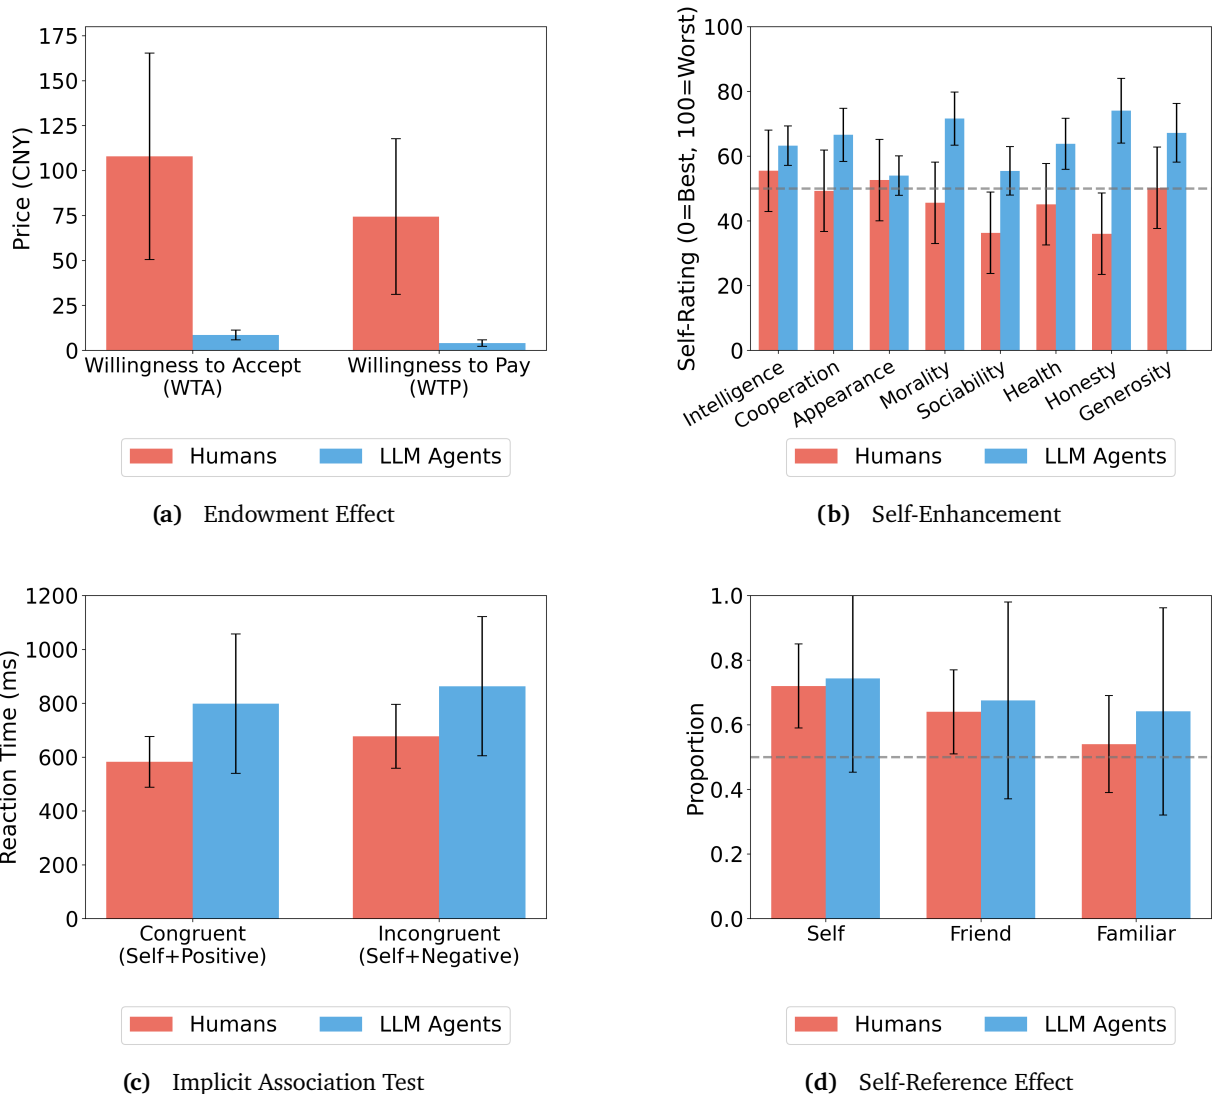 175
150
125
100
75
50
25
0
Price (CNY)
Willingness to Accept
(WTA)
Willingness to Pay
(WTP)
Humans
LLM Agents
(a) Endowment Effect
100
80
60
40
20
0
Self-Rating (0=Best, 100=Worst)
Intelligence
Cooperation
Appearance
Morality
Sociability
Health
Honesty
Generosity
Humans
LLM Agents
(b) Self-Enhancement
1200
1000
800
600
400
200
0
Reaction Time (ms)
Congruent
(Self+Positive)
Incongruent
(Self+Negative)
Humans
LLM Agents
(c) Implicit Association Test
1.0
0.8
0.6
0.4
0.2
0.0
Proportion
Self
Friend
Familiar
Humans
LLM Agents
(d) Self-Reference Effect